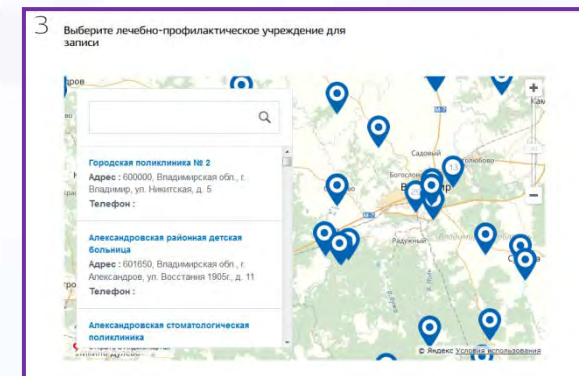 3
Выберите лечебно-профилактическое учреждение для
записи
Городская поликлиника № 2
Адрес : 600000, Владимирская обл., г.
Владимир, ул. Никитская, д. 5
Телефон :
Александровская районная детская
больница
Адрес : 601650, Владимирская обл., г.
Александров, ул. Восстания 1905г., д. 11
Телефон :
Александровская стоматологическая
поликлиника
Садовый
13
Радужный
© Яндекс Условия использования